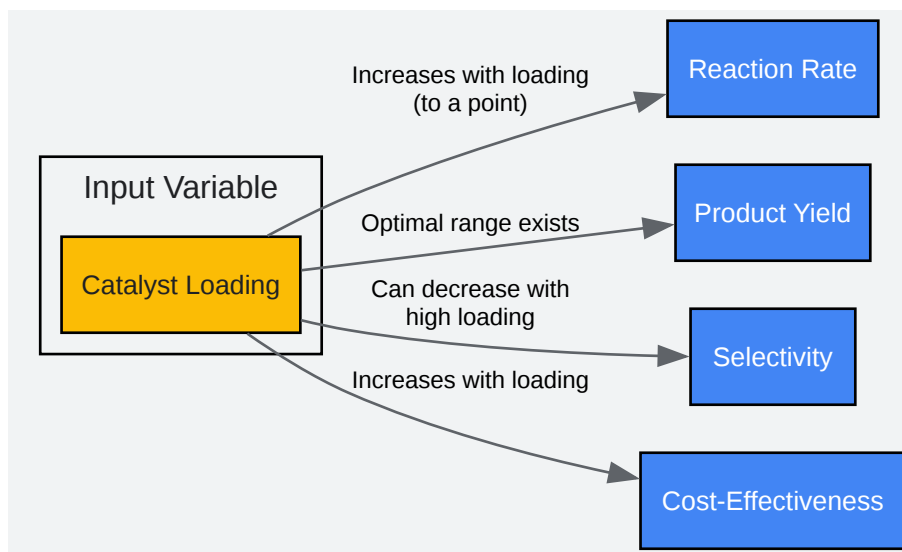 Increases with loading
(to a point)
Reaction Rate
Input Variable
Catalyst Loading
Optimal range exists
Product Yield
Can decrease with
high loading
Selectivity
Increases with loading
Cost-Effectiveness